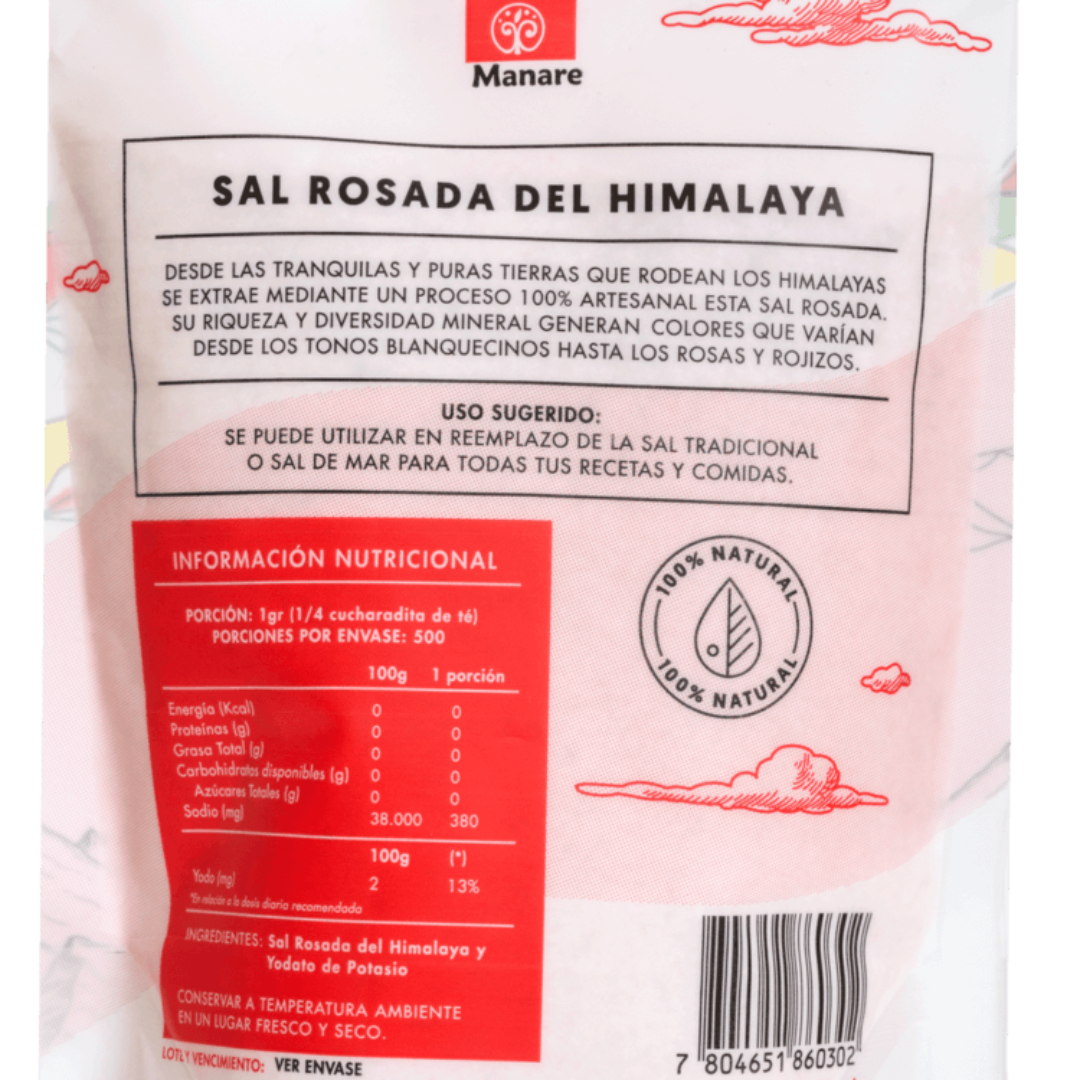 Manare
SAL ROSADA DEL HIMALAYA
DESDE LAS TRANQUILAS Y PURAS TIERRAS QUE RODEAN LOS HIMALAYAS
SE EXTRAE MEDIANTE UN PROCESO 100% ARTESANAL ESTA SAL ROSADA.
SU RIQUEZA Y DIVERSIDAD MINERAL GENERAN COLORES QUE VARÍAN
DESDE LOS TONOS BLANQUECINOS HASTA LOS ROSAS Y ROJIZOS.
USO SUGERIDO:
SE PUEDE UTILIZAR EN REEMPLAZO DE LA SAL TRADICIONAL
O SAL DE MAR PARA TODAS TUS RECETAS Y COMIDAS.
INFORMACIÓN NUTRICIONAL
PORCIÓN: 1gr (1/4 cucharadita de té)
PORCIONES POR ENVASE: 500
100g 1 porción
Energía (Kcal) 0 0
Proteínas (g) 0 0
Grasa Total (g) 0 0
Carbohidratos disponibles (g) 0 0
Azúcares Totales (g) 0 0
Sodio (mg) 38.000 380
100g (*)
Yodo (mg) 2 13%
*En relación a la dosis diaria recomendada
INGREDIENTES: Sal Rosada del Himalaya y
Yodato de Potasio
CONSERVAR A TEMPERATURA AMBIENTE
EN UN LUGAR FRESCO Y SECO.
LOTE Y VENCIMIENTO: VER ENVASE
100% NATURAL
100% NATURAL
7 804651 860302